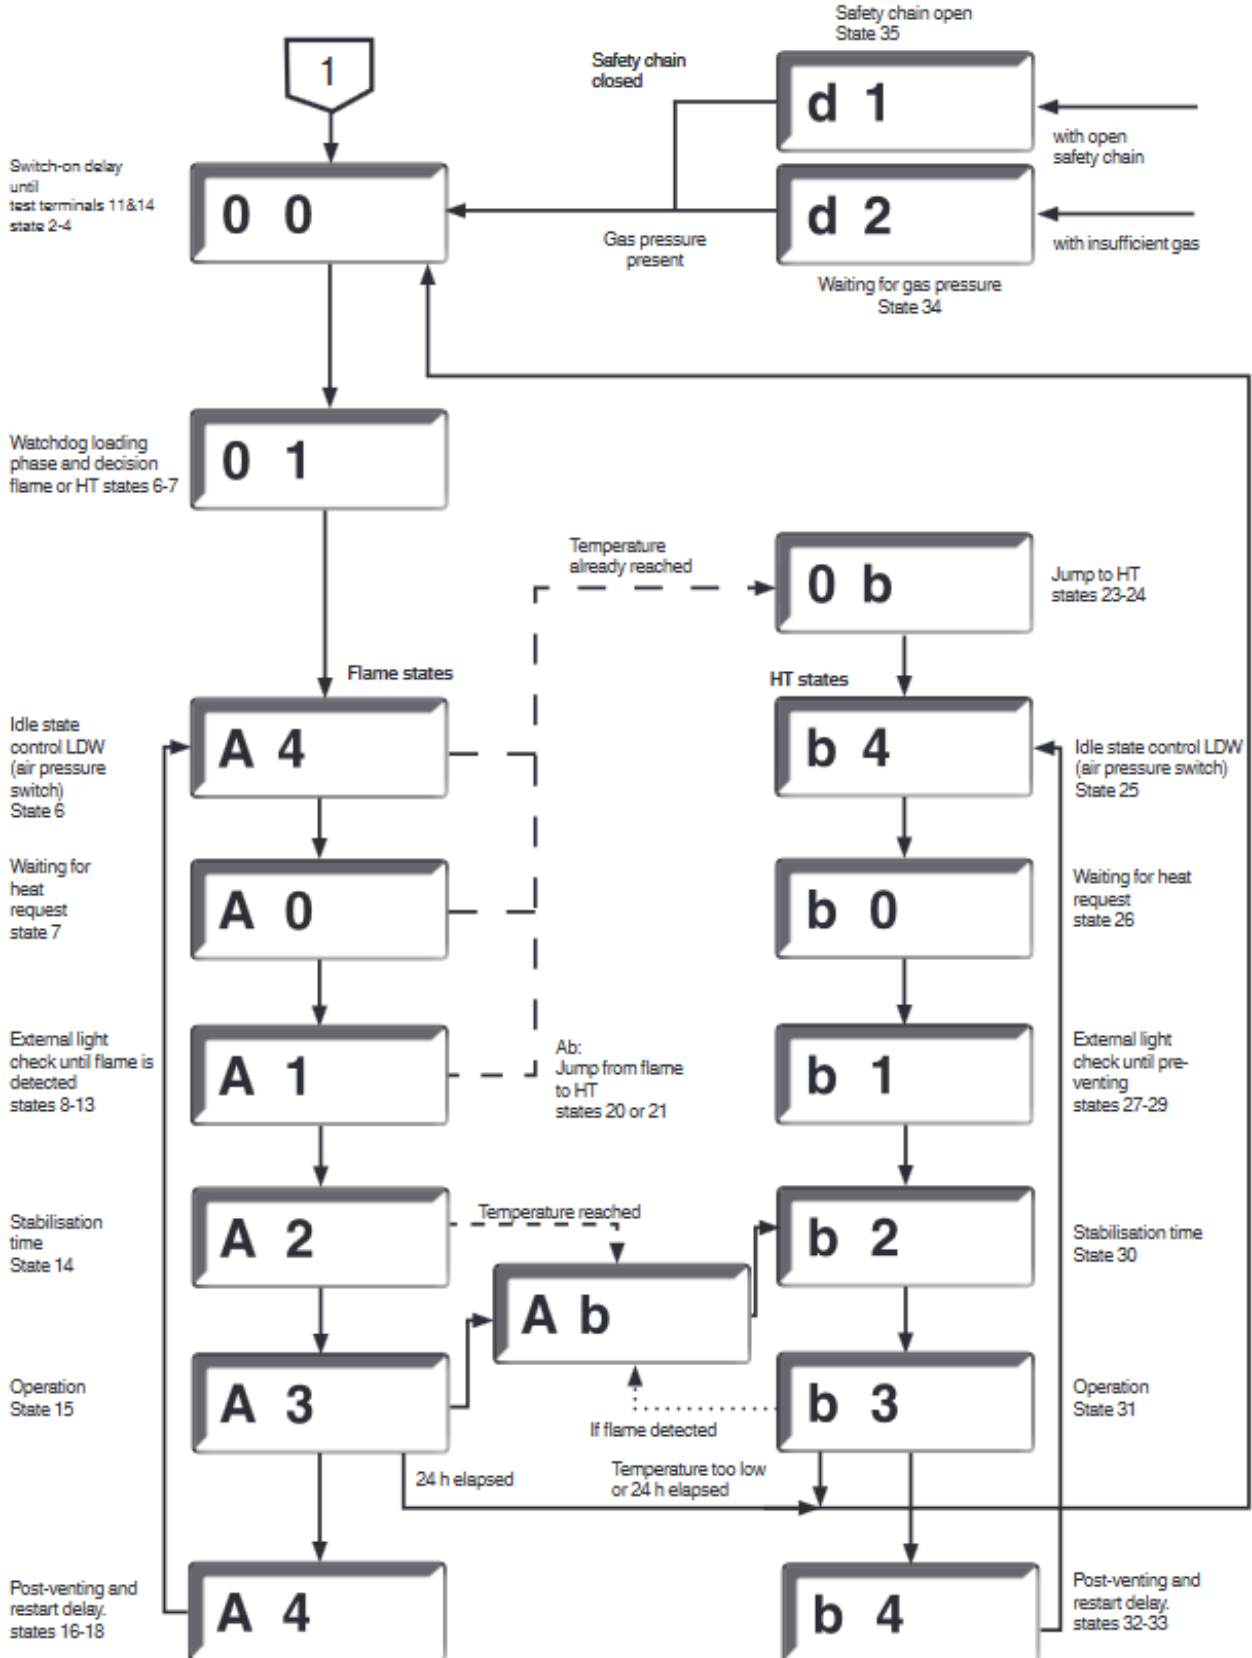 Safety chain open
State 35
1
Safety chain
closed
d 1
with open
safety chain
Switch-on delay
until
test terminals 11&14
state 2-4
0 0
d 2
Gas pressure
present
with insufficient gas
Waiting for gas pressure
State 34
Watchdog loading
phase and decision
flame or HT states 6-7
0 1
Temperature
already reached
0 b
Jump to HT
states 23-24
Flame states
HT states
Idle state
control LDW
(air pressure
switch)
State 6
A 4
b 4
Idle state control LDW
(air pressure switch)
State 25
Waiting for
heat
request
state 7
A 0
b 0
Waiting for heat
request
state 26
External light
check until flame is
detected
states 8-13
A 1
Ab:
Jump from flame
to HT
states 20 or 21
b 1
External light
check until pre-
venting
states 27-29
Stabilisation
time
State 14
A 2
Temperature reached
b 2
Stabilisation time
State 30
A b
Operation
State 15
A 3
If flame detected
b 3
Operation
State 31
24 h elapsed
Temperature too low
or 24 h elapsed
Post-venting and
restart delay.
states 16-18
A 4
b 4
Post-venting and
restart delay.
states 32-33